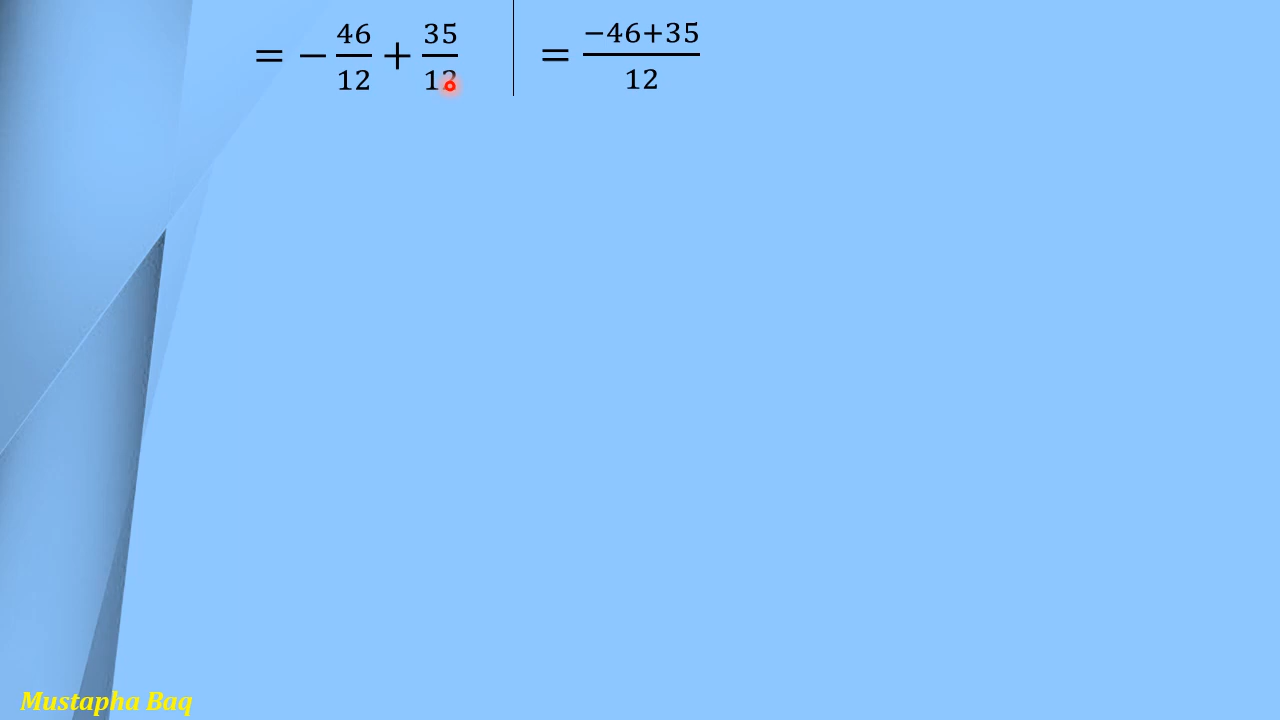 = − 46/12 + 35/12 = −46+35/12
Mustapha Baq